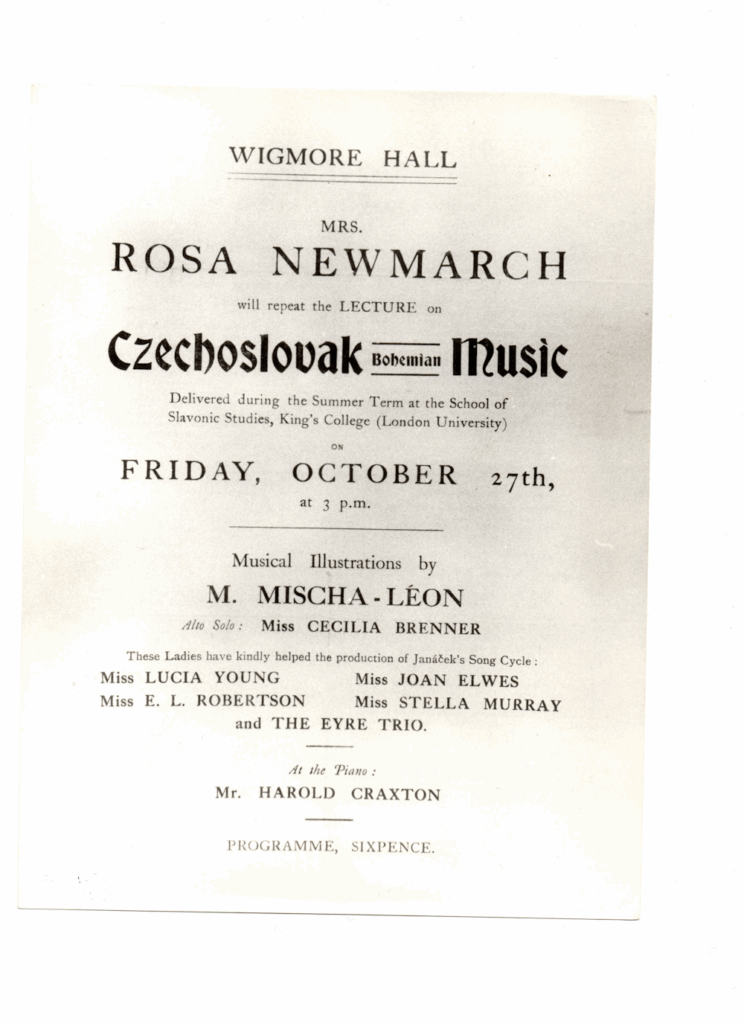 WIGMORE HALL
MRS.
ROSA NEWMARCH
will repeat the LECTURE on
Czechoslovak Bohemian Music
Delivered during the Summer Term at the School of
Slavonic Studies, King's College (London University)
ON
FRIDAY, OCTOBER 27th,
at 3 p.m.
Musical Illustrations by
M. MISCHA-LÉON
Alto Solo: Miss CECILIA BRENNER
These Ladies have kindly helped the production of Janáček's Song Cycle:
Miss LUCIA YOUNG Miss JOAN ELWES
Miss E. L. ROBERTSON Miss STELLA MURRAY
and THE EYRE TRIO.
At the Piano:
Mr. HAROLD CRAXTON
PROGRAMME, SIXPENCE.